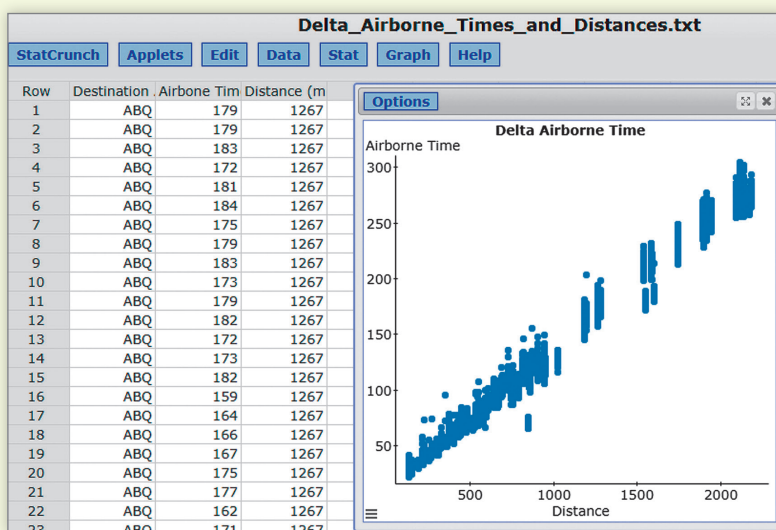 Delta_Airborne_Times_and_Distances.txt
StatCrunch Applets Edit Data Stat Graph Help
Row Destination . Airbone Tim Distance (m
1 ABQ 179 1267
2 ABQ 179 1267
3 ABQ 183 1267
4 ABQ 172 1267
5 ABQ 181 1267
6 ABQ 184 1267
7 ABQ 175 1267
8 ABQ 179 1267
9 ABQ 183 1267
10 ABQ 173 1267
11 ABQ 179 1267
12 ABQ 182 1267
13 ABQ 172 1267
14 ABQ 173 1267
15 ABQ 182 1267
16 ABQ 159 1267
17 ABQ 164 1267
18 ABQ 166 1267
19 ABQ 167 1267
20 ABQ 175 1267
21 ABQ 177 1267
22 ABQ 162 1267
23 ABQ 171 1267
Options
Delta Airborne Time
Airborne Time
300
250
200
150
100
50
500 1000 1500 2000
Distance